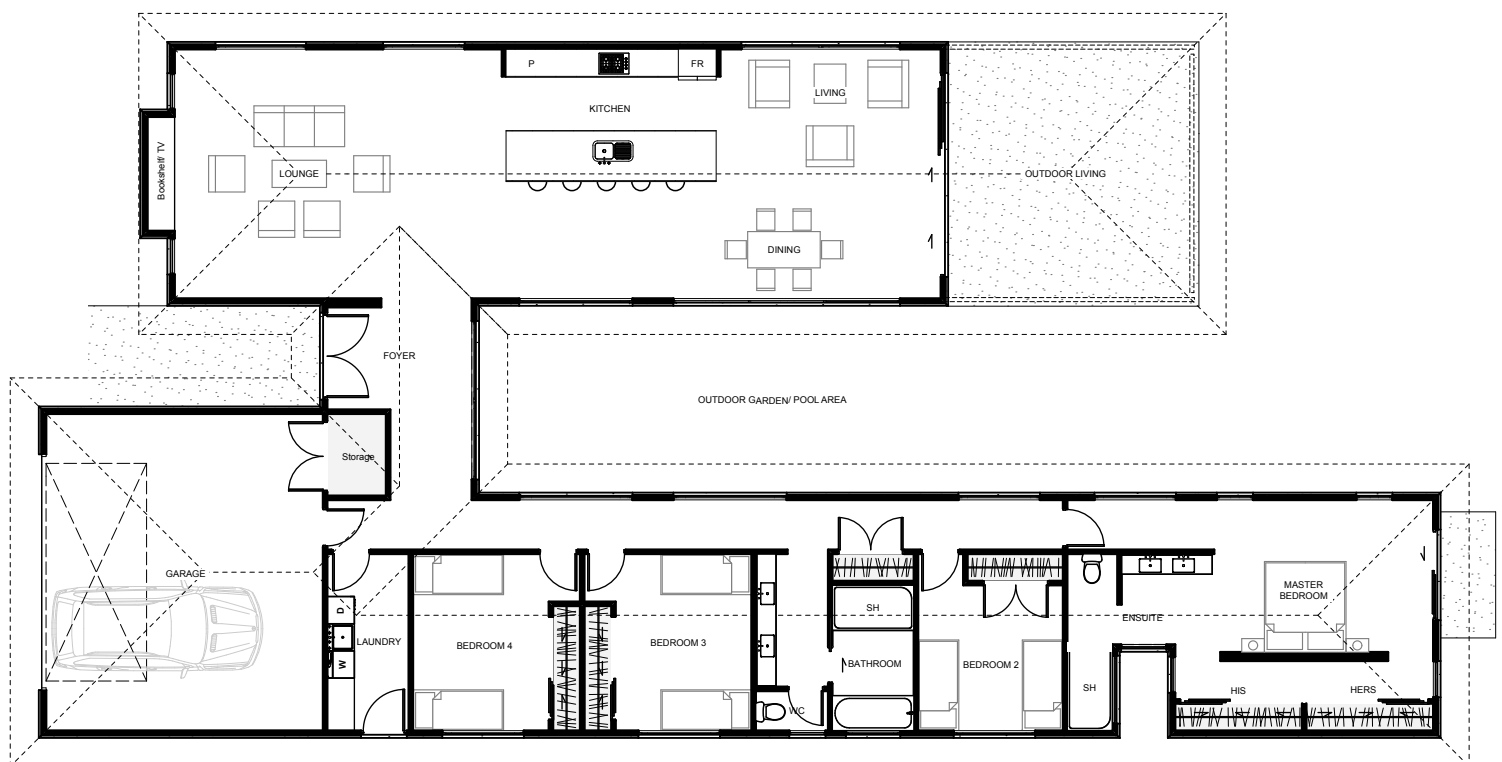 P
FR
LIVING
KITCHEN
Bookshelf/ TV
LOUNGE
OUTDOOR LIVING
DINING
FOYER
OUTDOOR GARDEN/ POOL AREA
Storage
GARAGE
D
W
LAUNDRY
BEDROOM 4
BEDROOM 3
SH
BATHROOM
WC
BEDROOM 2
ENSUITE
SH
MASTER
BEDROOM
HIS
HERS